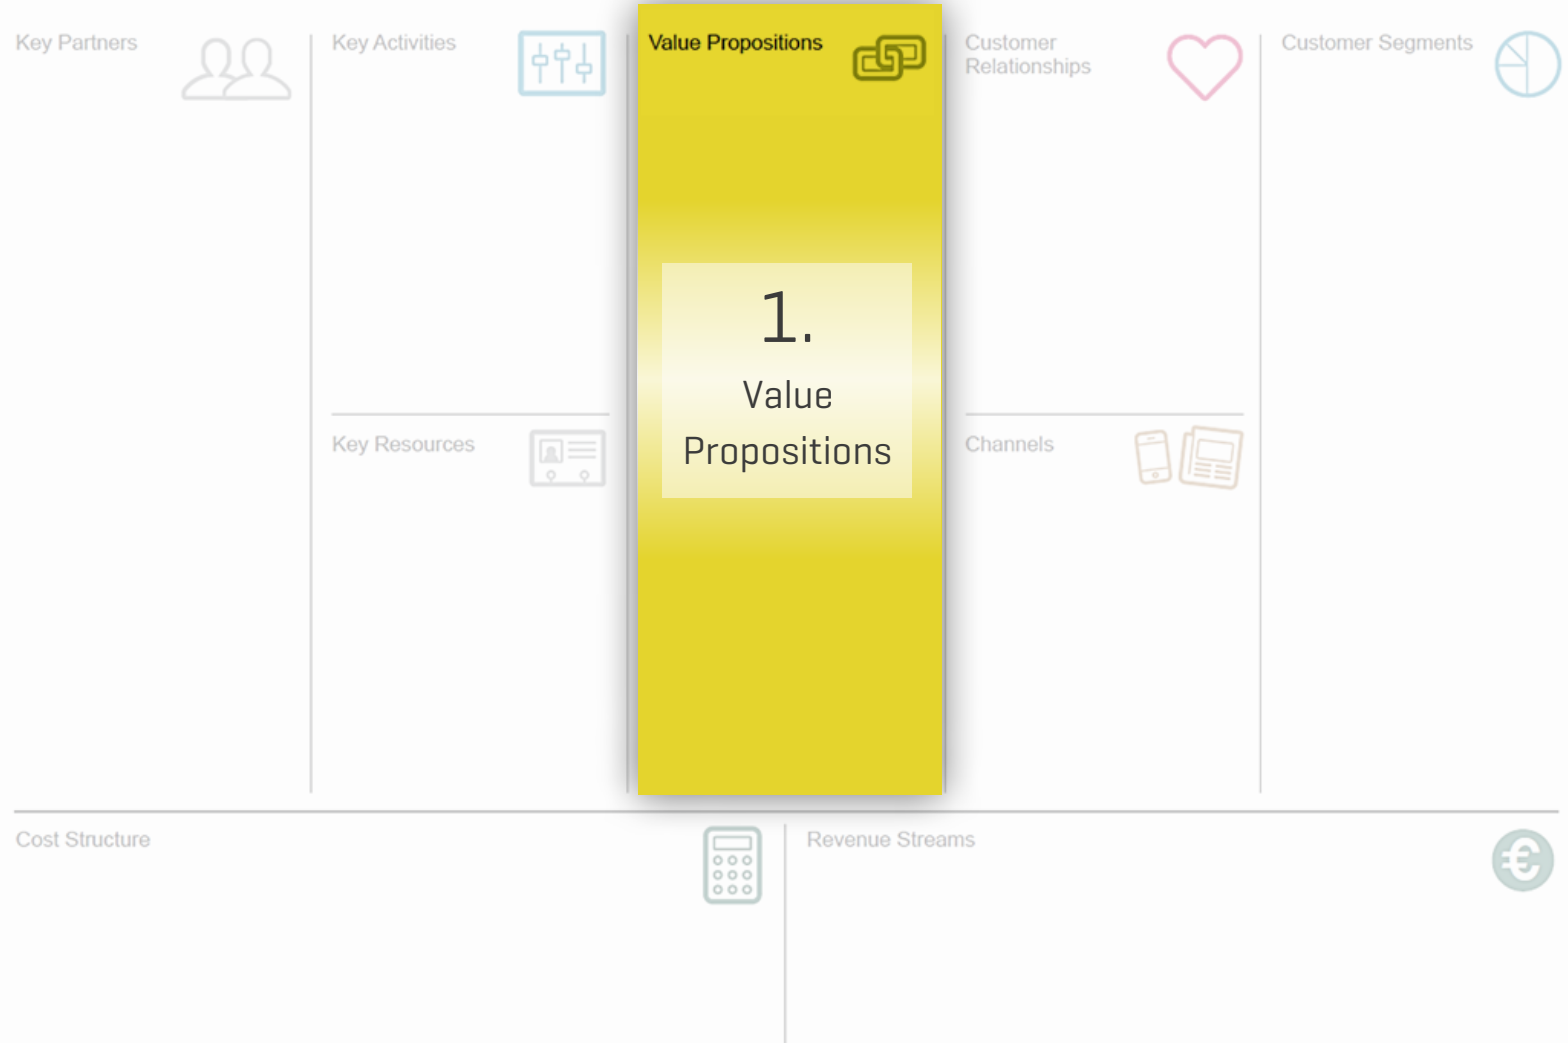 Key Partners
Key Activities
Value Propositions
Customer
Relationships
Customer Segments
1.
Value
Propositions
Key Resources
Channels
Cost Structure
Revenue Streams
€